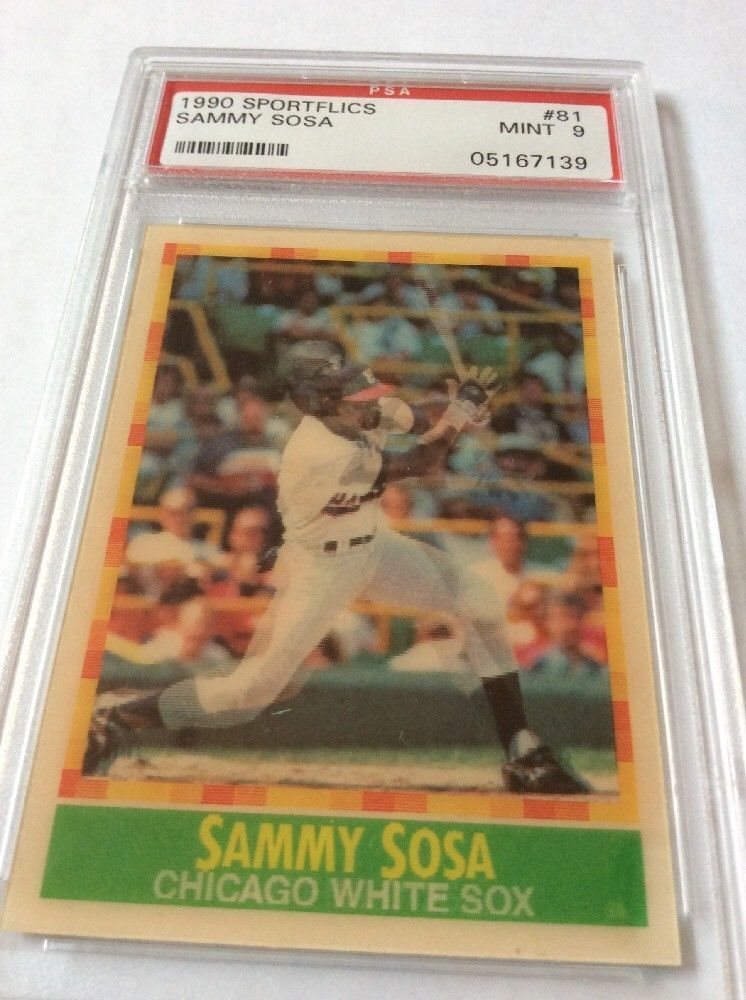 PSA
1990 SPORTFLICS #81
SAMMY SOSA MINT 9
05167139
SAMMY SOSA
CHICAGO WHITE SOX